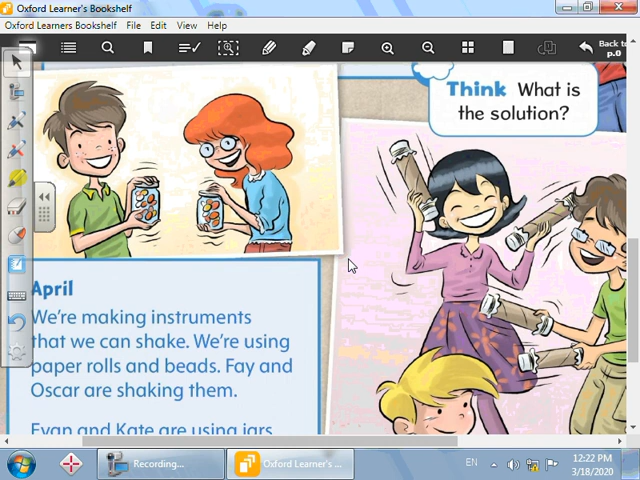 Oxford Learner's Bookshelf
Oxford Learners Bookshelf File Edit View Help
Back to
p.0
Think What is
the solution?
April
We're making instruments
that we can shake. We're using
paper rolls and beads. Fay and
Oscar are shaking them.
Evan and Kate are using jars
Recording...
Oxford Learner's ...
EN
12:22 PM
3/18/2020